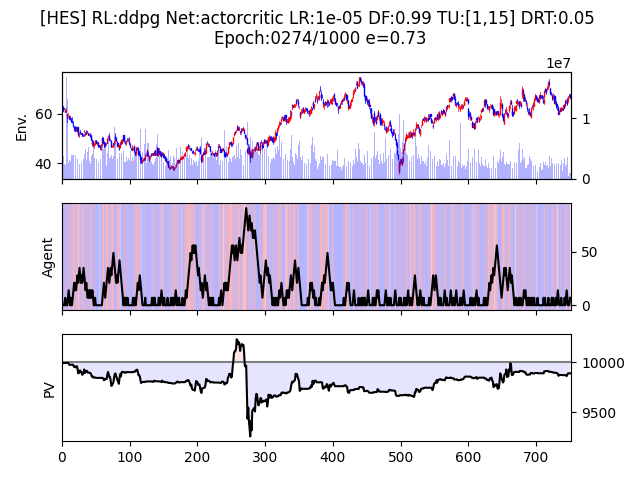 [HES] RL:ddpg Net:actorcritic LR:1e-05 DF:0.99 TU:[1,15] DRT:0.05
Epoch:0274/1000 e=0.73
1e7
Env.
60
40
1
0
Agent
50
0
PV
10000
9500
0 100 200 300 400 500 600 700